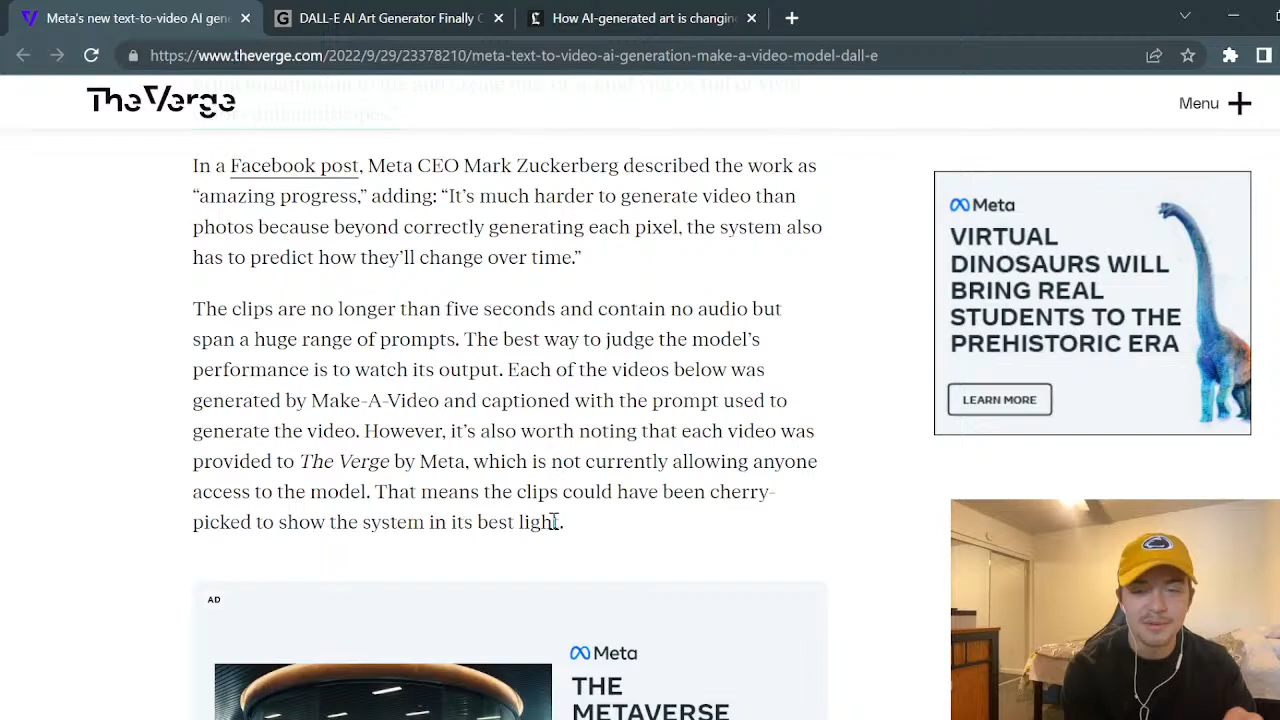 Meta's new text-to-video AI gene
DALL-E AI Art Generator Finally O
How AI-generated art is changing
https://www.theverge.com/2022/9/29/23378210/meta-text-to-video-ai-generation-make-a-video-model-dall-e
The Verge
Menu
In a Facebook post, Meta CEO Mark Zuckerberg described the work as
“amazing progress,” adding: “It’s much harder to generate video than
photos because beyond correctly generating each pixel, the system also
has to predict how they’ll change over time.”
The clips are no longer than five seconds and contain no audio but
span a huge range of prompts. The best way to judge the model’s
performance is to watch its output. Each of the videos below was
generated by Make-A-Video and captioned with the prompt used to
generate the video. However, it’s also worth noting that each video was
provided to The Verge by Meta, which is not currently allowing anyone
access to the model. That means the clips could have been cherry-
picked to show the system in its best light.
Meta
VIRTUAL
DINOSAURS WILL
BRING REAL
STUDENTS TO THE
PREHISTORIC ERA
LEARN MORE
AD
Meta
THE
METAVERSE